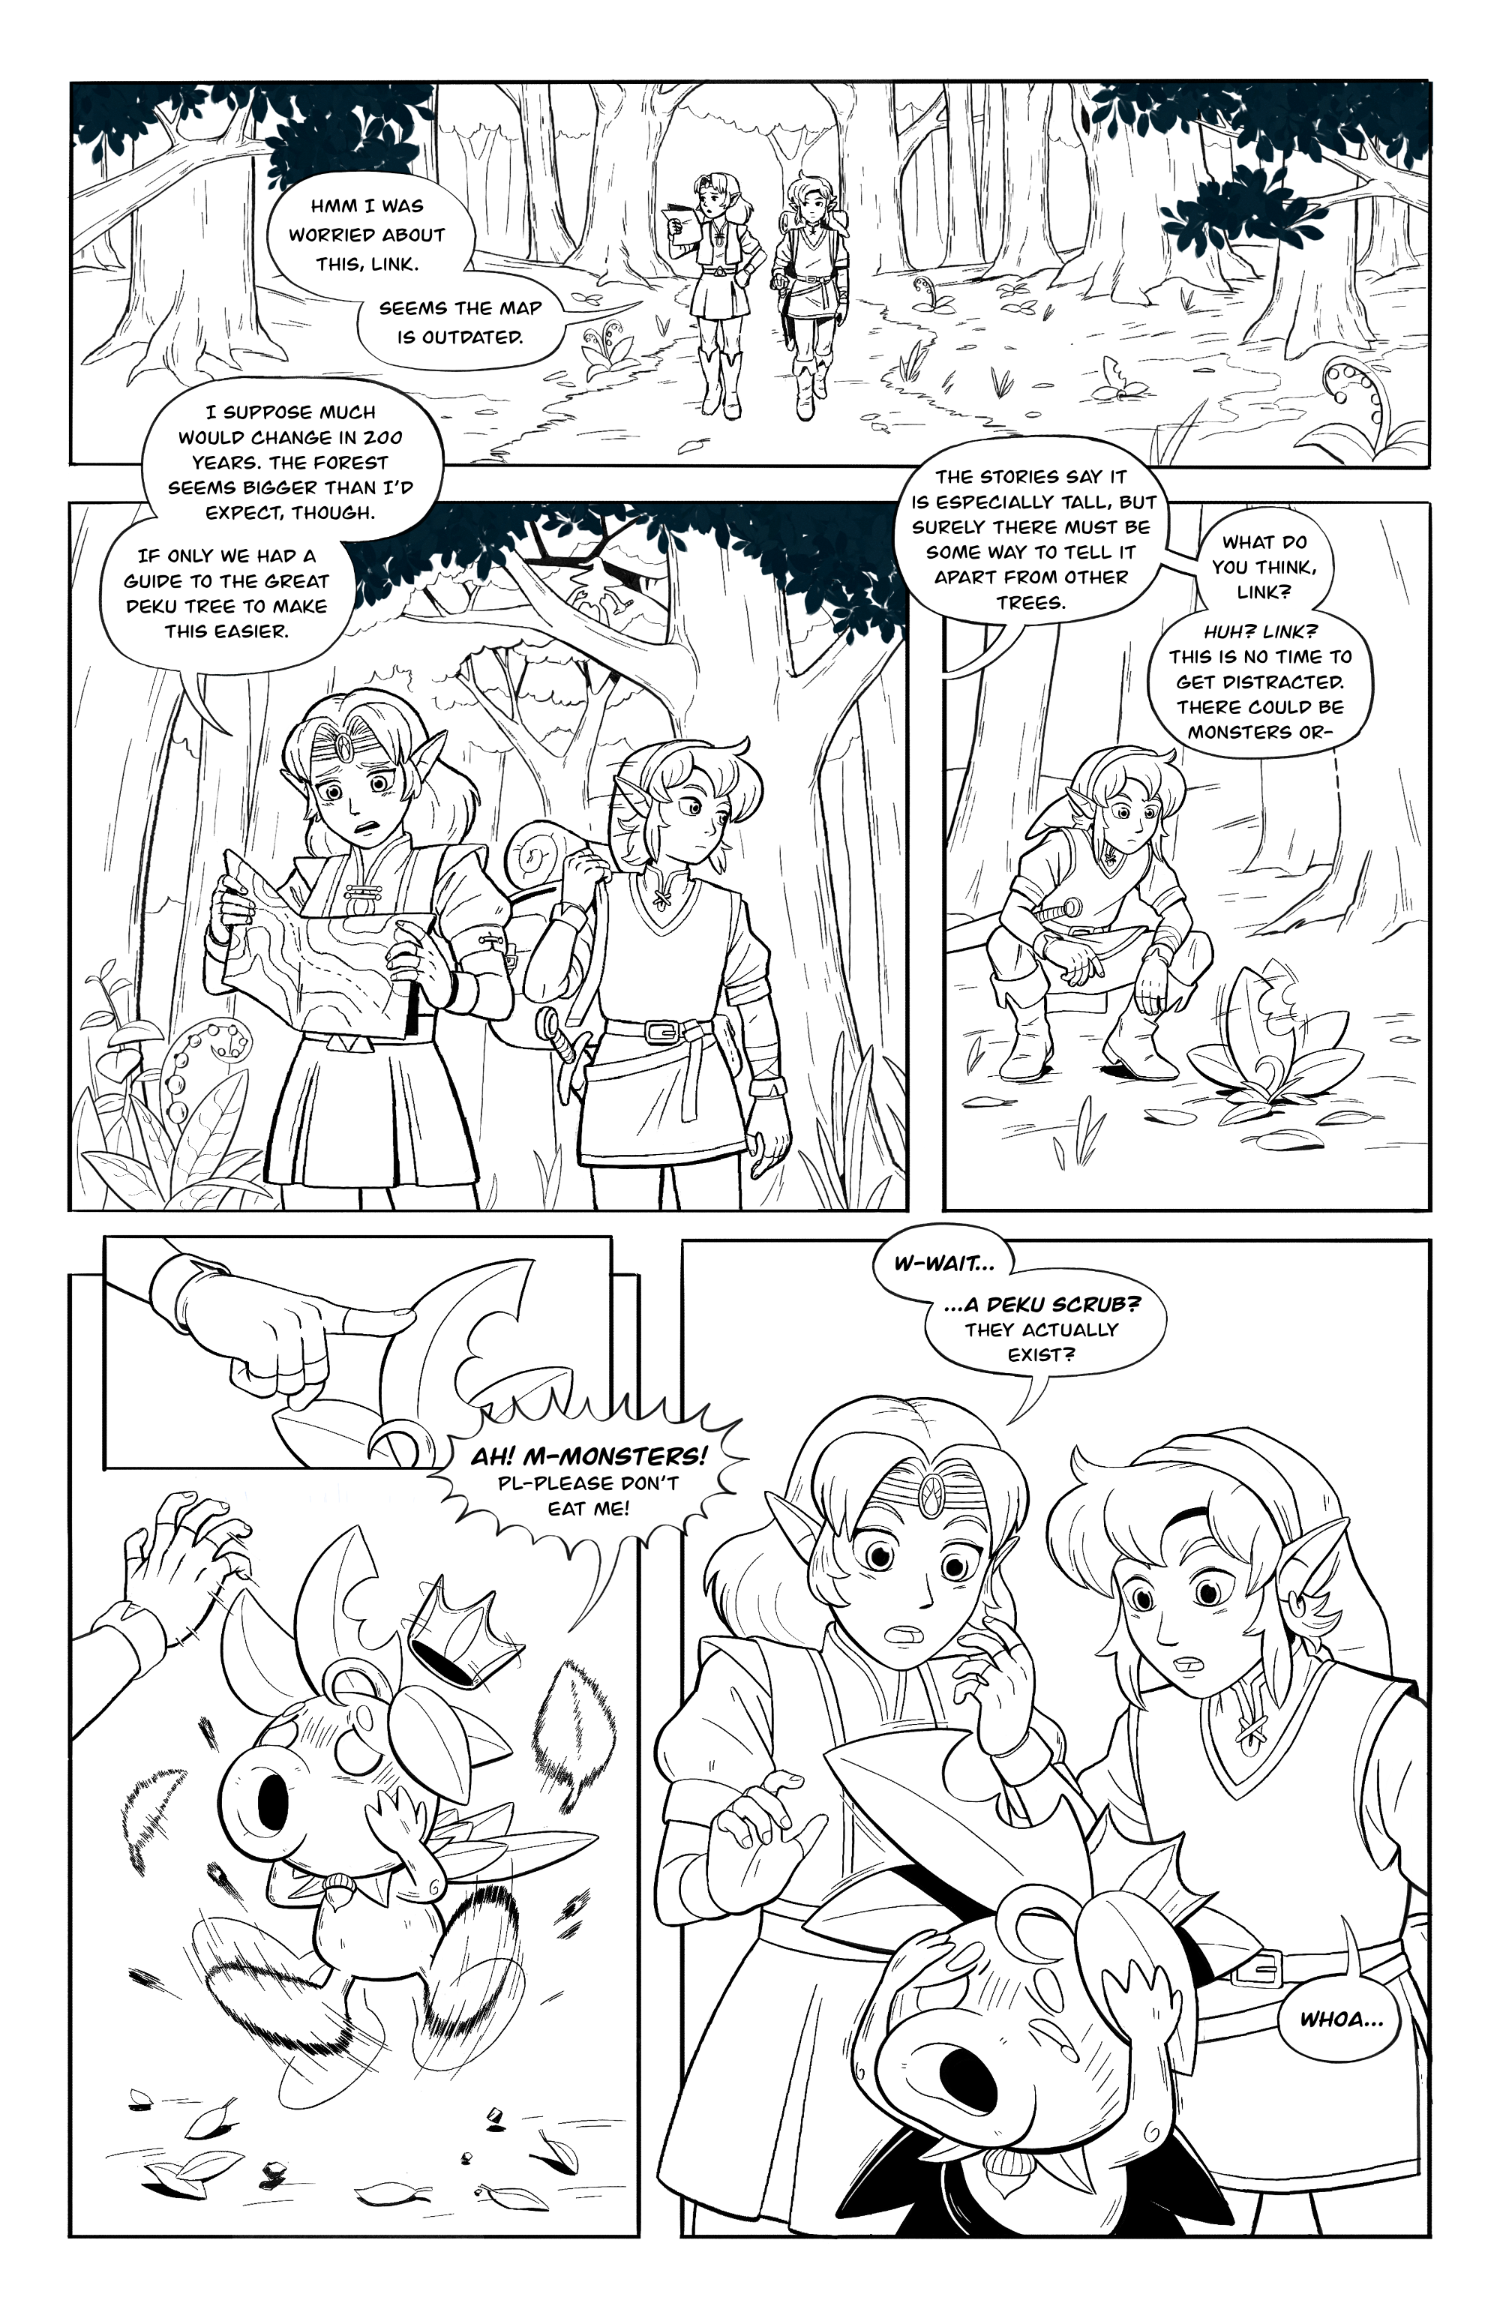 HMM I WAS
WORRIED ABOUT
THIS, LINK.
SEEMS THE MAP
IS OUTDATED.
I SUPPOSE MUCH
WOULD CHANGE IN 200
YEARS. THE FOREST
SEEMS BIGGER THAN I'D
EXPECT, THOUGH.
IF ONLY WE HAD A
GUIDE TO THE GREAT
DEKU TREE TO MAKE
THIS EASIER.
THE STORIES SAY IT
IS ESPECIALLY TALL, BUT
SURELY THERE MUST BE
SOME WAY TO TELL IT
APART FROM OTHER
TREES.
WHAT DO
YOU THINK,
LINK?
HUH? LINK?
THIS IS NO TIME TO
GET DISTRACTED.
THERE COULD BE
MONSTERS OR-
AH! M-MONSTERS!
PL-PLEASE DON'T
EAT ME!
W-WAIT...
...A DEKU SCRUB?
THEY ACTUALLY
EXIST?
WHOA...